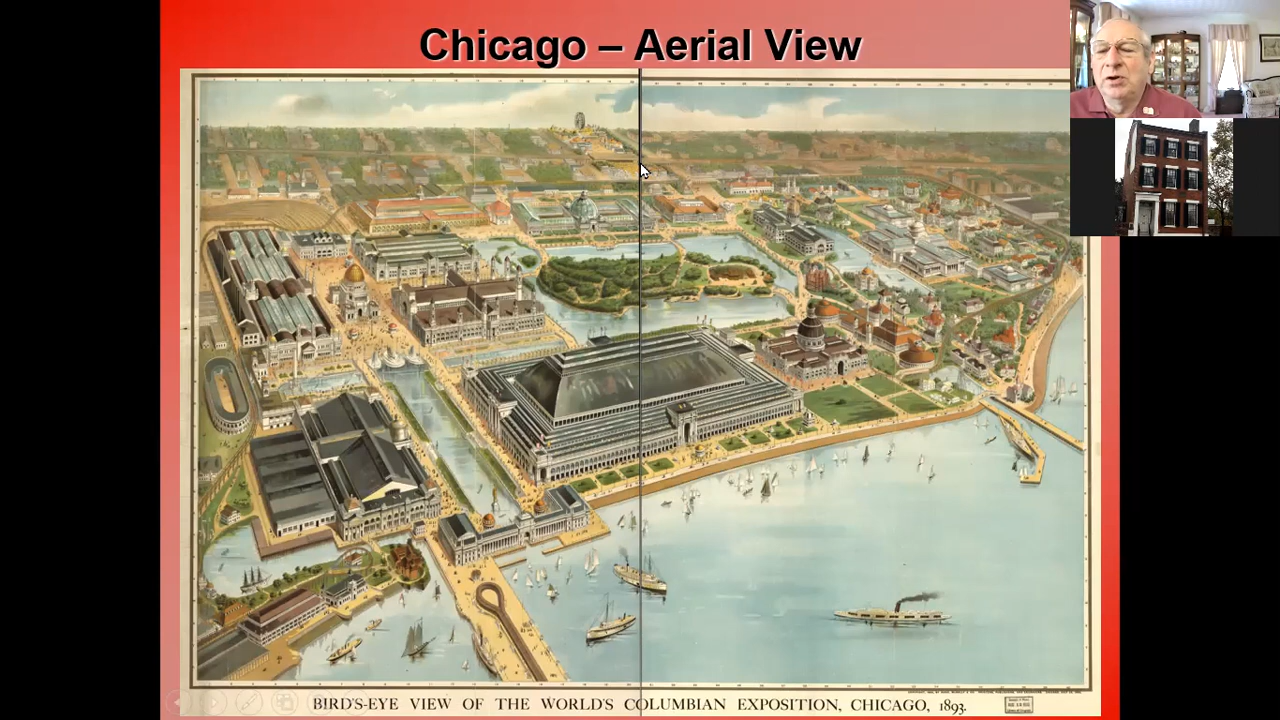 Chicago – Aerial View
BIRD'S-EYE VIEW OF THE WORLD'S COLUMBIAN EXPOSITION, CHICAGO, 1893.